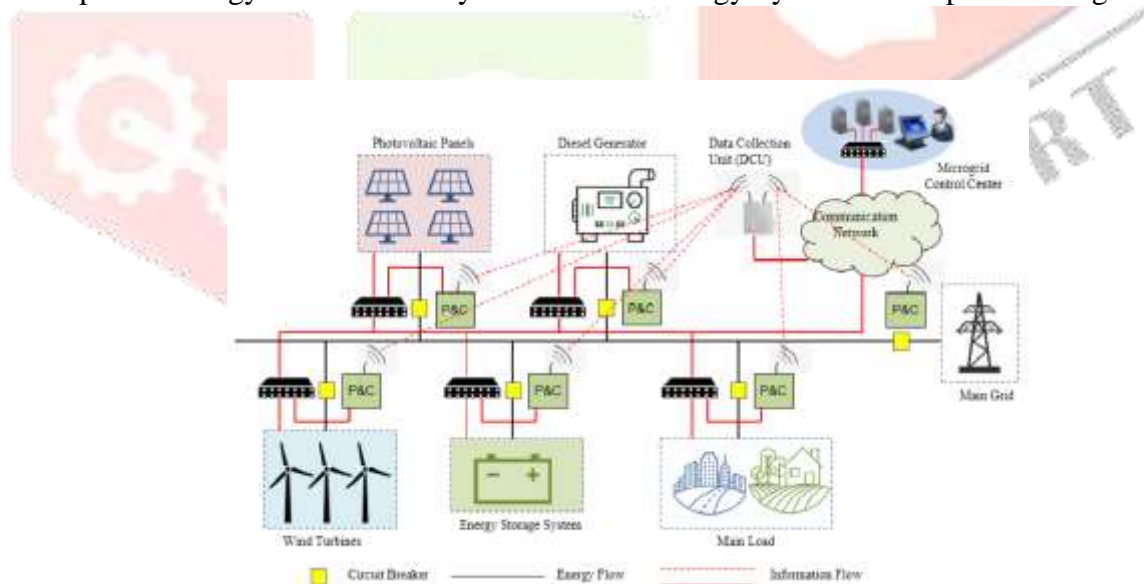 Photovoltaic Panels
Diesel Generator
Data Collection
Unit (DCU)
Microgrid
Control Center
Communication
Network
P&C
P&C
P&C
P&C
P&C
P&C
Main Grid
Wind Turbines
Energy Storage System
Main Load
Circuit Breaker
Energy Flow
Information Flow
RT